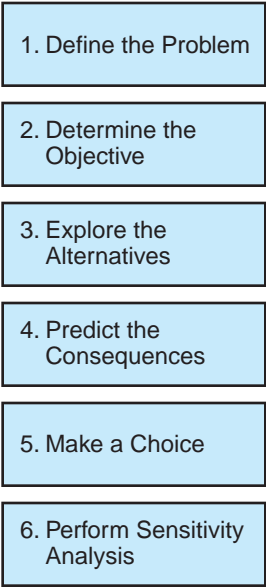 1. Define the Problem
2. Determine the
Objective
3. Explore the
Alternatives
4. Predict the
Consequences
5. Make a Choice
6. Perform Sensitivity
Analysis